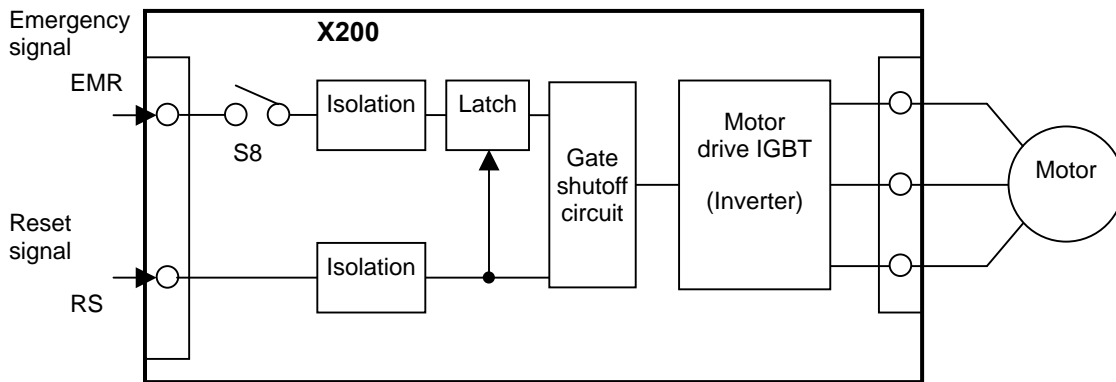 Emergency
signal
EMR
X200
S8
Isolation
Latch
Gate
shutoff
circuit
Motor
drive IGBT
(Inverter)
Motor
Reset
signal
RS
Isolation